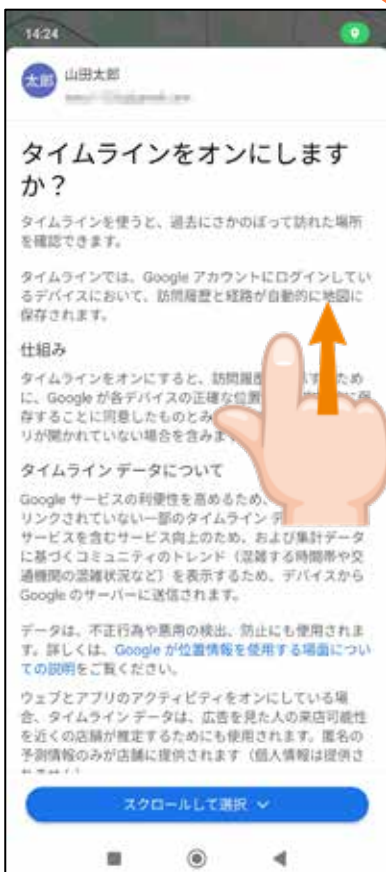 14:24
太郎
山田太郎
タイムラインをオンにします
か？
タイムラインを使うと、過去にさかのぼって訪れた場所
を確認できます。
タイムラインでは、Google アカウントにログインしてい
るデバイスにおいて、訪問履歴と経路が自動的に地図に
保存されます。
仕組み
タイムラインをオンにすると、訪問履 ため
に、Google が各デバイスの正確な位置 保
存することに同意したものとみ
リが開かれていない場合を含みま
タイムライン データについて
Google サービスの利便性を高めるため、
リンクされていない一部のタイムライン デ
サービスを含むサービス向上のため、および集計データ
に基づくコミュニティのトレンド（混雑する時間帯や交
通機関の混雑状況など）を表示するため、デバイスから
Google のサーバーに送信されます。
データは、不正行為や悪用の検出、防止にも使用されま
す。詳しくは、Google が位置情報を使用する場面につい
ての説明をご覧ください。
ウェブとアプリのアクティビティをオンにしている場
合、タイムライン データは、広告を見た人の来店可能性
を近くの店舗が推定するためにも使用されます。匿名の
予測情報のみが店舗に提供されます（個人情報は提供さ
スクロールして選択